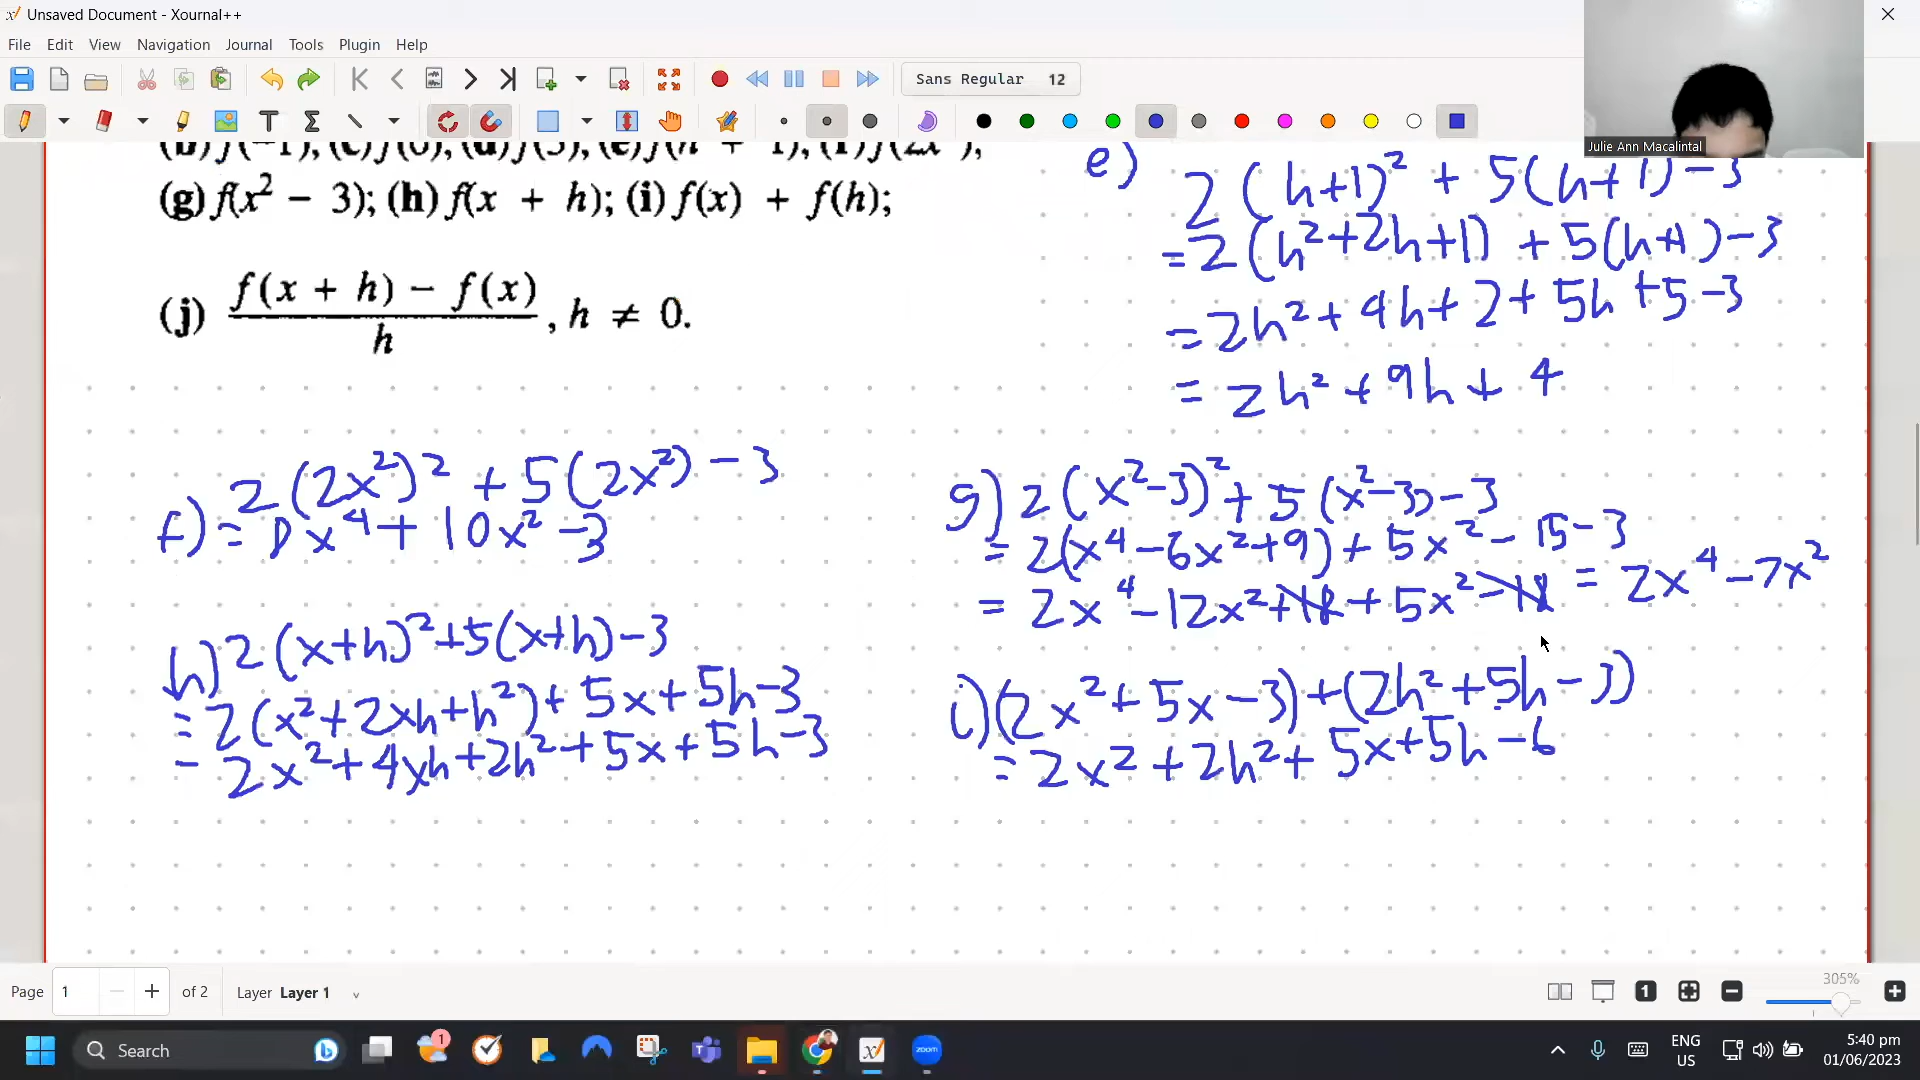 Unsaved Document - Xournal++
File Edit View Navigation Journal Tools Plugin Help
Sans Regular 12
Julie Ann Macalintal
(g) f(x² − 3); (h) f(x + h); (i) f(x) + f(h);
(j) f(x + h) − f(x) / h , h ≠ 0.
e) 2(h+1)² + 5(h+1) − 3
= 2(h²+2h+1) + 5(h+1) − 3
= 2h² + 4h + 2 + 5h + 5 − 3
= 2h² + 9h + 4
2(2x²)² + 5(2x²) − 3
f) = 8x⁴ + 10x² − 3
g) 2(x²−3)² + 5(x²−3) − 3
= 2(x⁴ − 6x² + 9) + 5x² − 15 − 3
= 2x⁴ − 12x² + 18 + 5x² − 18 = 2x⁴ − 7x²
h) 2(x+h)² + 5(x+h) − 3
= 2(x² + 2xh + h²) + 5x + 5h − 3
= 2x² + 4xh + 2h² + 5x + 5h − 3
i) (2x² + 5x − 3) + (2h² + 5h − 3)
= 2x² + 2h² + 5x + 5h − 6
Page 1 of 2 Layer Layer 1
305%
Search
1
zoom
ENG
US
5:40 pm
01/06/2023